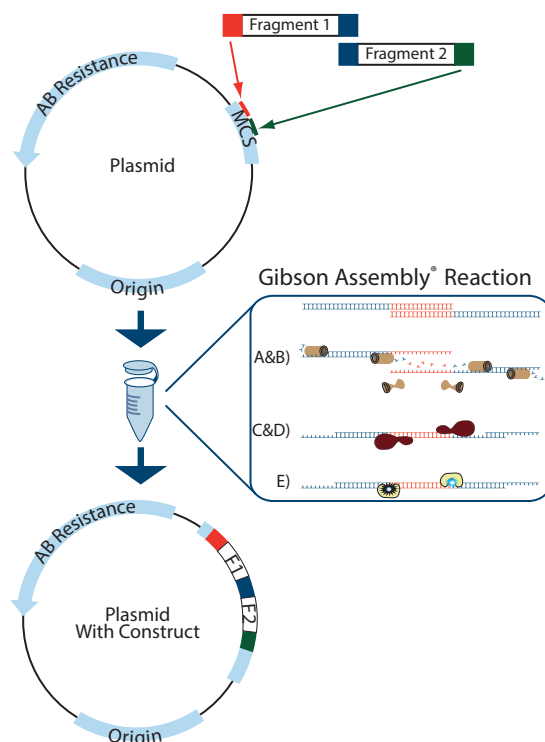 Fragment 1
Fragment 2
AB Resistance
MCS
Plasmid
Origin
Gibson Assembly® Reaction
A&B)
C&D)
E)
AB Resistance
F1
F2
Plasmid
With Construct
Origin